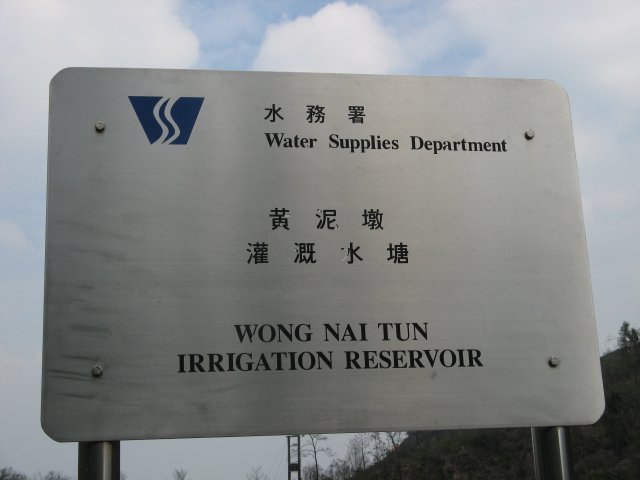 水務署
Water Supplies Department
黃泥墩
灌溉水塘
WONG NAI TUN
IRRIGATION RESERVOIR